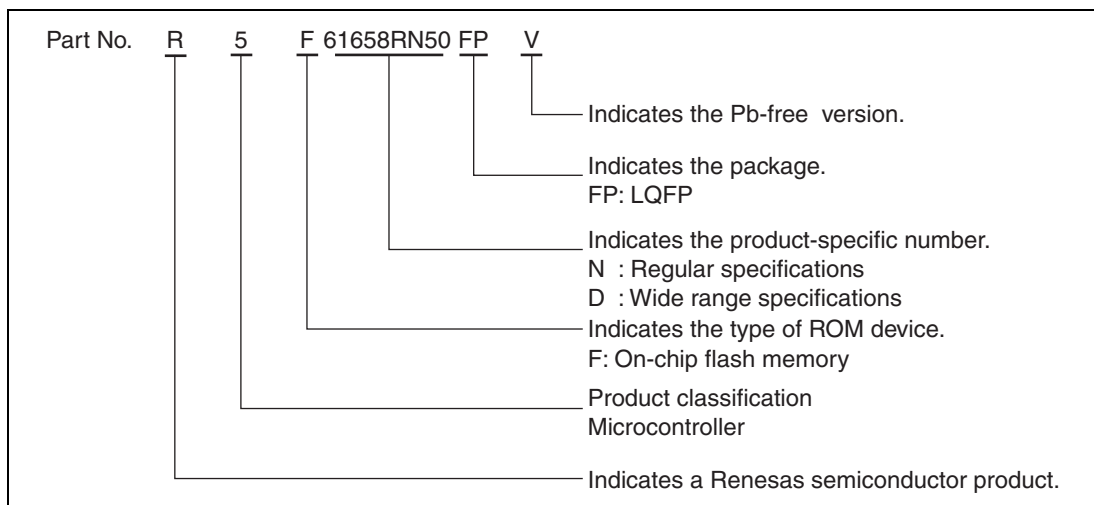 Part No. R 5 F 61658RN50 FP V
Indicates the Pb-free version.
Indicates the package.
FP: LQFP
Indicates the product-specific number.
N : Regular specifications
D : Wide range specifications
Indicates the type of ROM device.
F: On-chip flash memory
Product classification
Microcontroller
Indicates a Renesas semiconductor product.